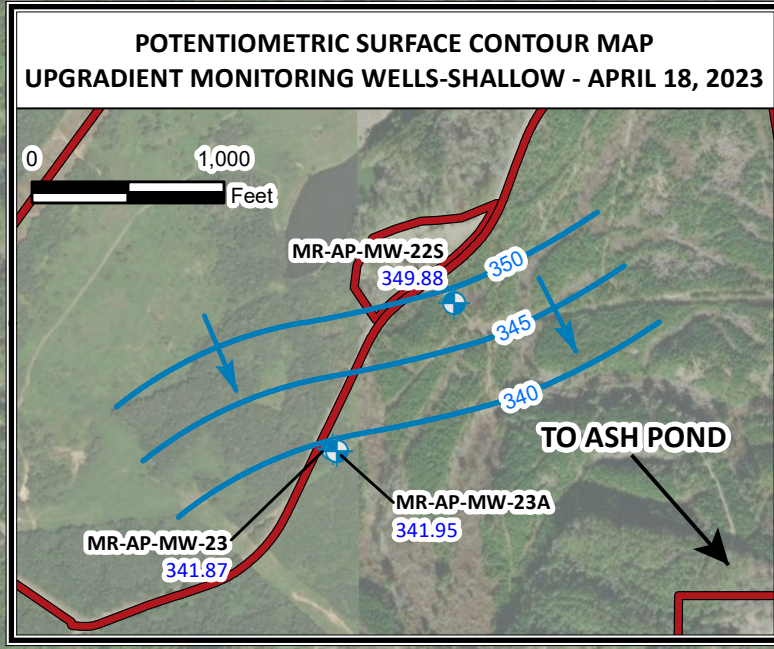 POTENTIOMETRIC SURFACE CONTOUR MAP
UPGRADIENT MONITORING WELLS-SHALLOW - APRIL 18, 2023
0 1,000
Feet
MR-AP-MW-22S
349.88
350
345
340
TO ASH POND
MR-AP-MW-23A
341.95
MR-AP-MW-23
341.87